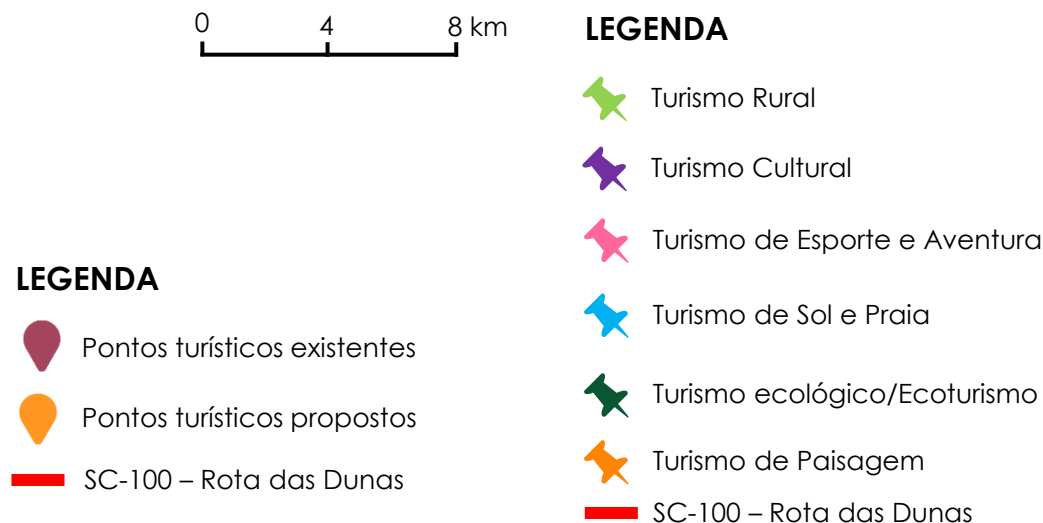 0 4 8 km
LEGENDA
Pontos turísticos existentes
Pontos turísticos propostos
SC-100 – Rota das Dunas
LEGENDA
Turismo Rural
Turismo Cultural
Turismo de Esporte e Aventura
Turismo de Sol e Praia
Turismo ecológico/Ecoturismo
Turismo de Paisagem
SC-100 – Rota das Dunas